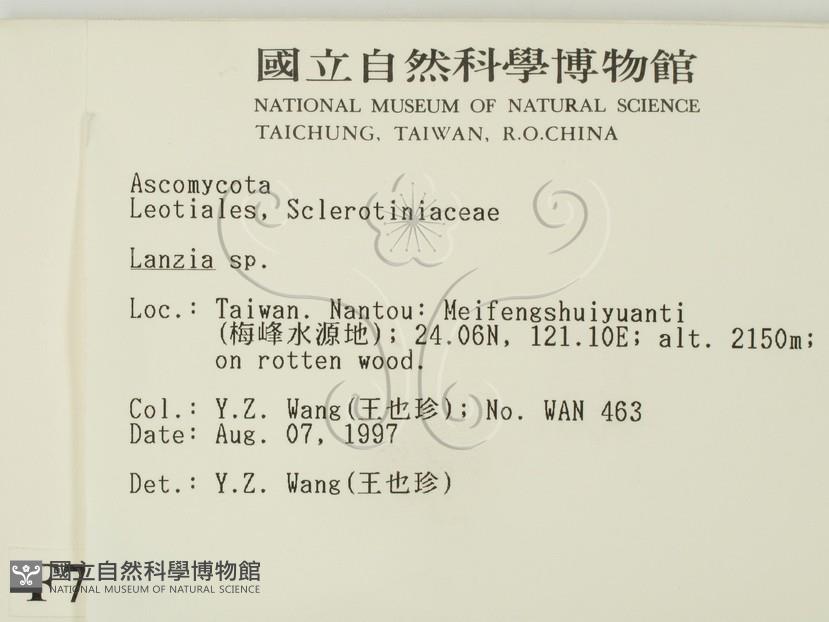 國立自然科學博物館
NATIONAL MUSEUM OF NATURAL SCIENCE
TAICHUNG, TAIWAN, R.O.CHINA
Ascomycota
Leotiales, Sclerotiniaceae
Lanzia sp.
Loc.: Taiwan. Nantou: Meifengshuiyuanti
(梅峰水源地); 24.06N, 121.10E; alt. 2150m;
on rotten wood.
Col.: Y.Z. Wang(王也珍); No. WAN 463
Date: Aug. 07, 1997
Det.: Y.Z. Wang(王也珍)
國立自然科學博物館
NATIONAL MUSEUM OF NATURAL SCIENCE